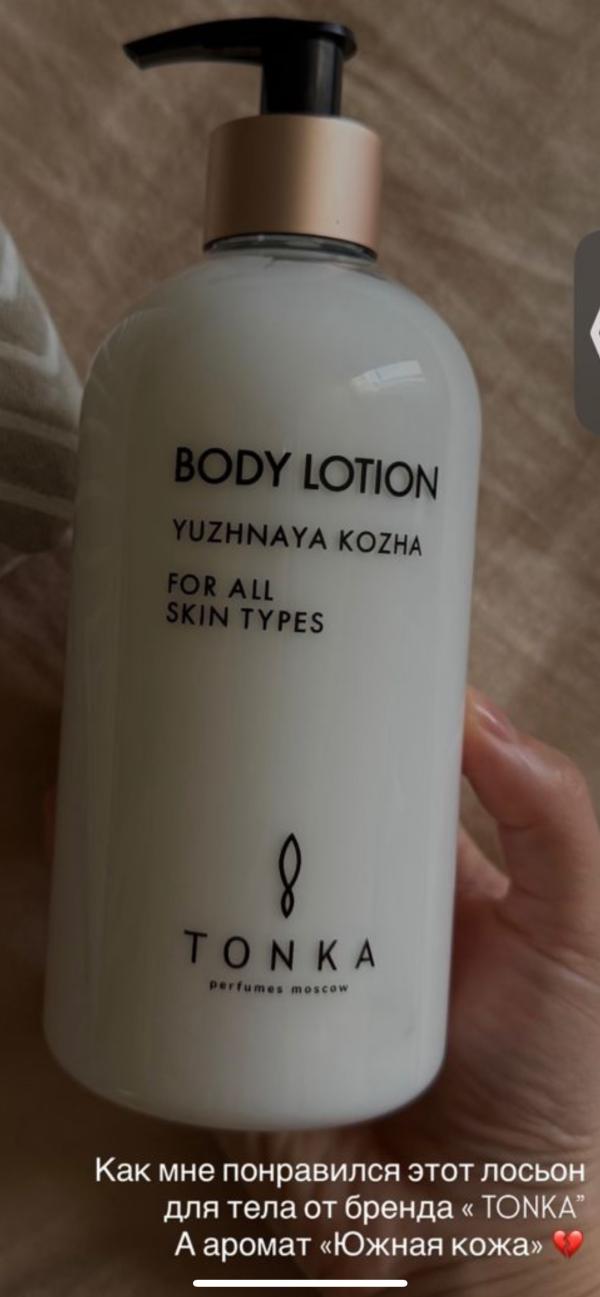 BODY LOTION
YUZHNAYA KOZHA
FOR ALL
SKIN TYPES
TONKA
perfumes moscow
Как мне понравился этот лосьон
для тела от бренда « TONKA”
А аромат «Южная кожа» 💔